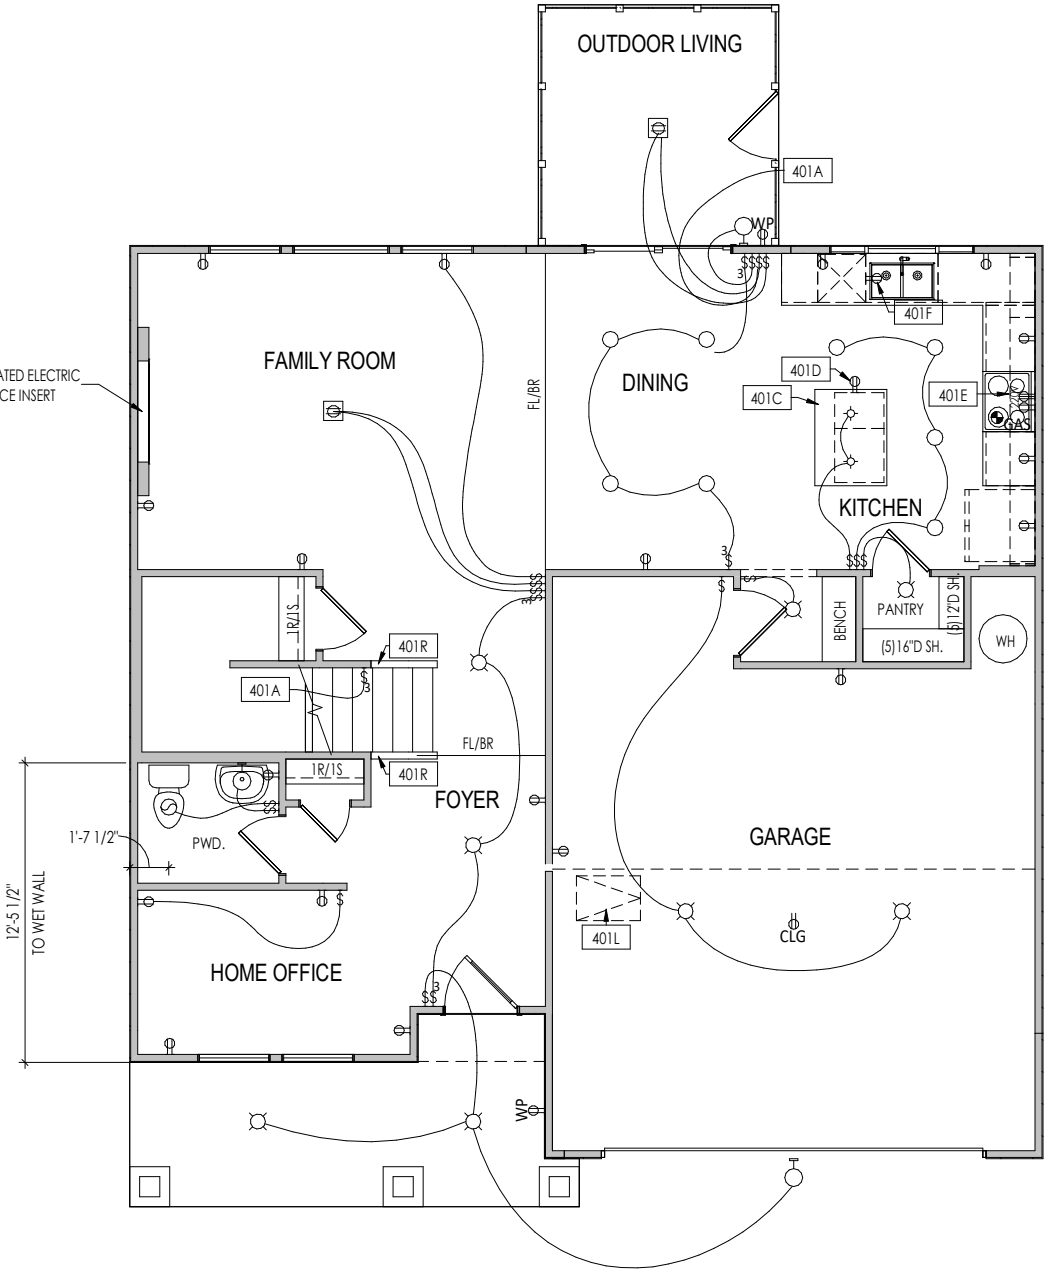 OUTDOOR LIVING
401A
WP
$ $ $ $
3
401F
ATED ELECTRIC
CE INSERT
FAMILY ROOM
FL/BR
DINING
401D
401C
401E
GAS
KITCHEN
3
$
$$$
$
$
$
$
$
3
$
$
1R/1S
BENCH
PANTRY
(5)12"D SH.
(5)16"D SH.
WH
401R
401A
$
3
FL/BR
1R/1S
401R
FOYER
$$
PWD.
1'-7 1/2"
12'-5 1/2"
TO WET WALL
GARAGE
$
401L
CLG
HOME OFFICE
3
$$
WP